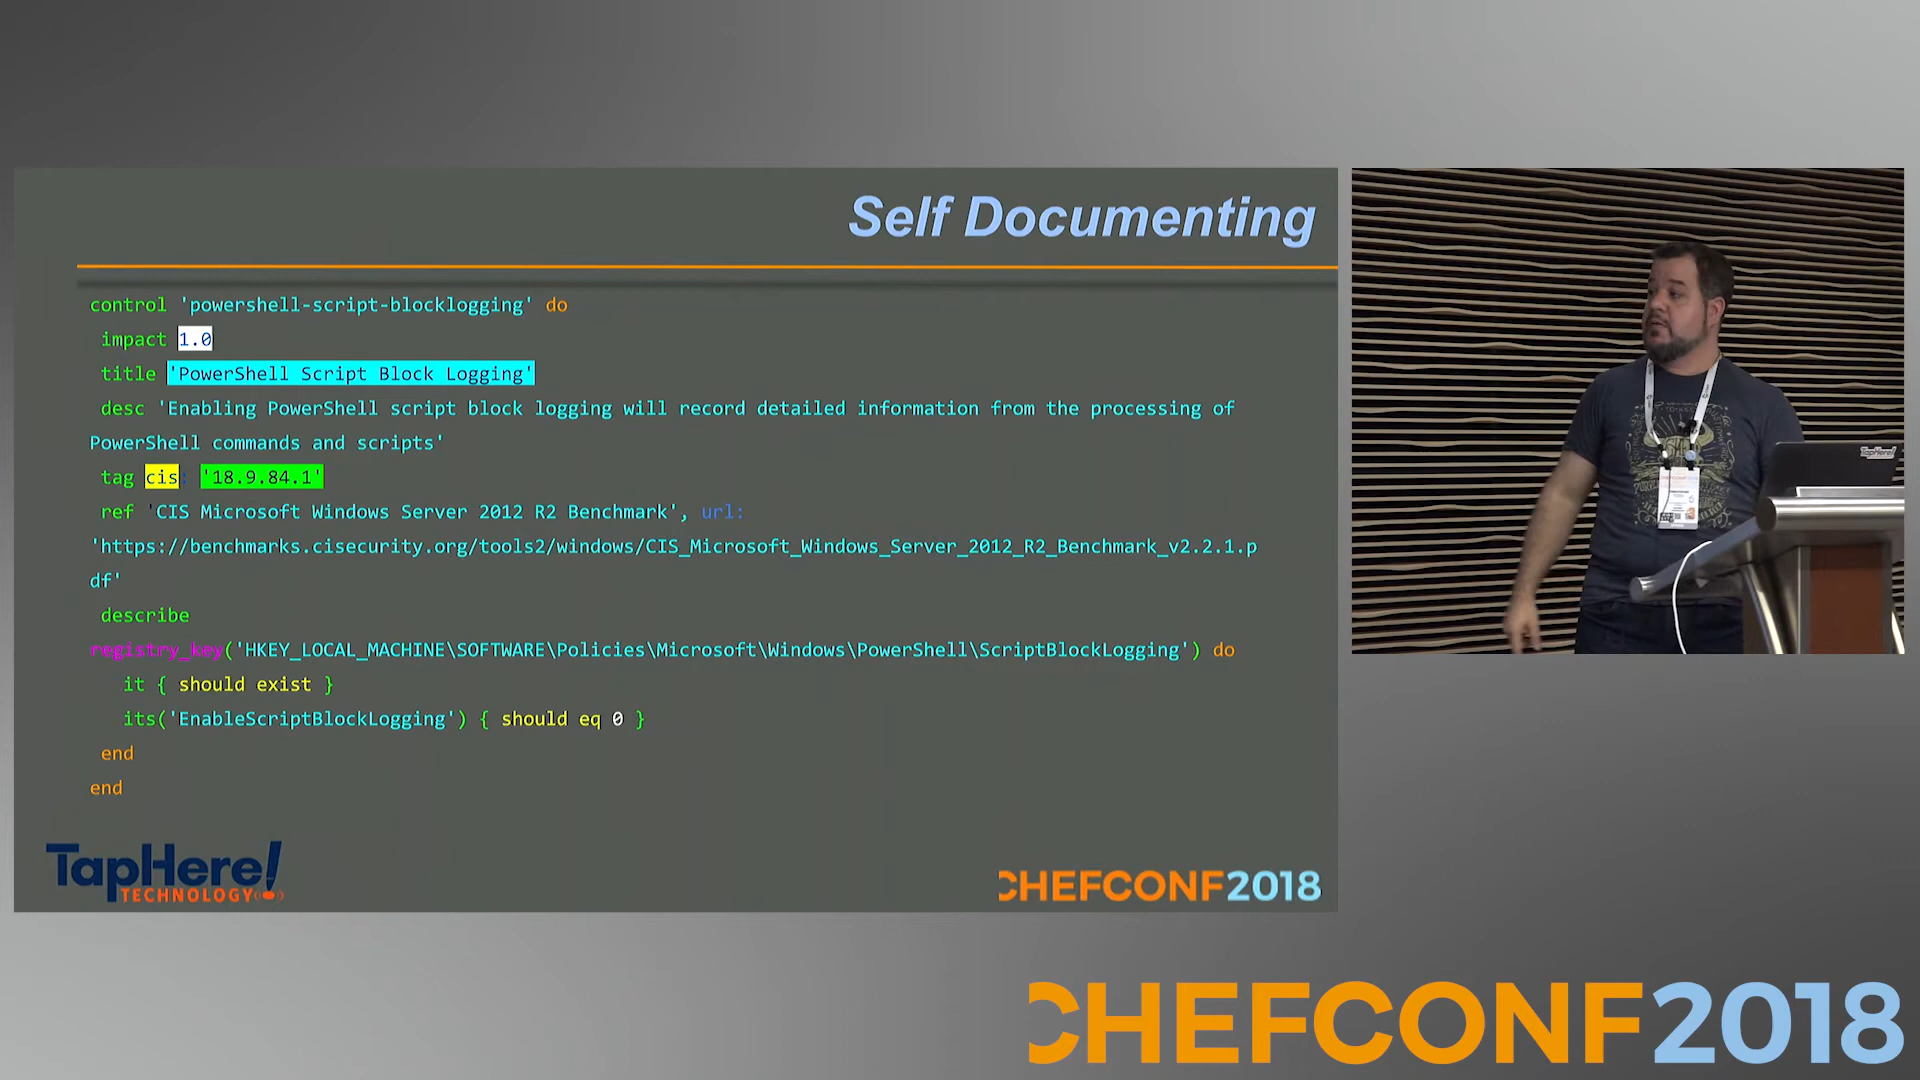 Self Documenting
control 'powershell-script-blocklogging' do
impact 1.0
title 'PowerShell Script Block Logging'
desc 'Enabling PowerShell script block logging will record detailed information from the processing of
PowerShell commands and scripts'
tag cis: '18.9.84.1'
ref 'CIS Microsoft Windows Server 2012 R2 Benchmark', url:
'https://benchmarks.cisecurity.org/tools2/windows/CIS_Microsoft_Windows_Server_2012_R2_Benchmark_v2.2.1.p
df'
describe
registry_key('HKEY_LOCAL_MACHINE\SOFTWARE\Policies\Microsoft\Windows\PowerShell\ScriptBlockLogging') do
it { should exist }
its('EnableScriptBlockLogging') { should eq 0 }
end
end
TapHere!
TECHNOLOGY
CHEFCONF2018
TapHere!
CHEFCONF2018